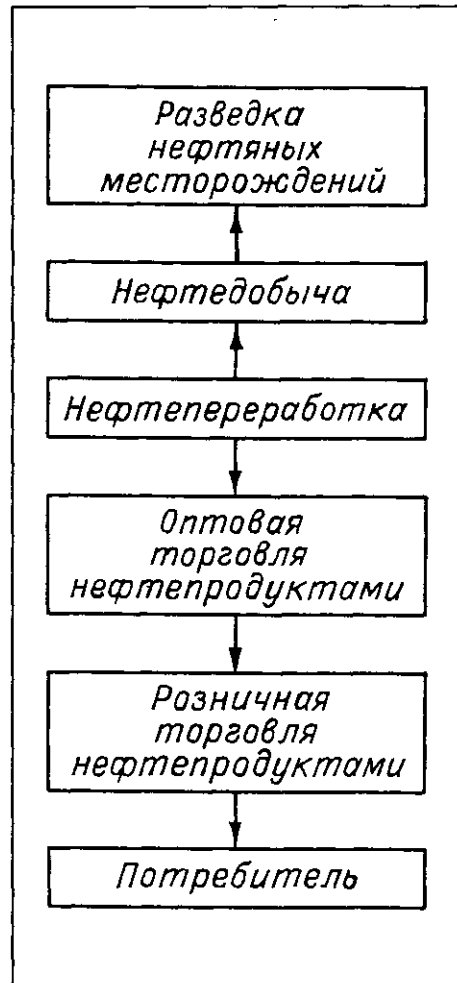 Разведка
нефтяных
месторождений
Нефтедобыча
Нефтепереработка
Оптовая
торговля
нефтепродуктами
Розничная
торговля
нефтепродуктами
Потребитель